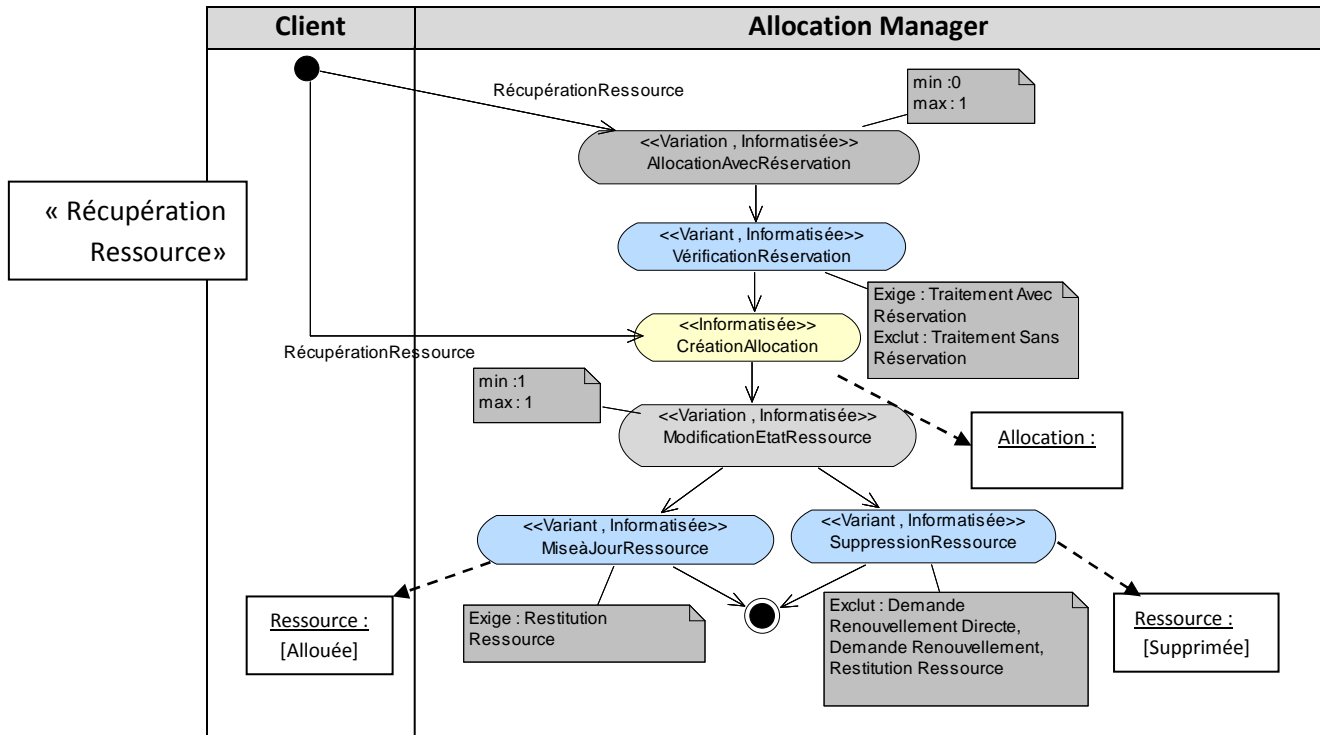 Client
Allocation Manager
RécupérationRessource
min :0
max : 1
<<Variation , Informatisée>>
AllocationAvecRéservation
« Récupération
Ressource»
<<Variant , Informatisée>>
VérificationRéservation
Exige : Traitement Avec
Réservation
Exclut : Traitement Sans
Réservation
<<Informatisée>>
CréationAllocation
RécupérationRessource
min :1
max : 1
<<Variation , Informatisée>>
ModificationEtatRessource
Allocation :
<<Variant , Informatisée>>
MiseàJourRessource
<<Variant , Informatisée>>
SuppressionRessource
Ressource :
[Allouée]
Exige : Restitution
Ressource
Exclut : Demande
Renouvellement Directe,
Demande Renouvellement,
Restitution Ressource
Ressource :
[Supprimée]